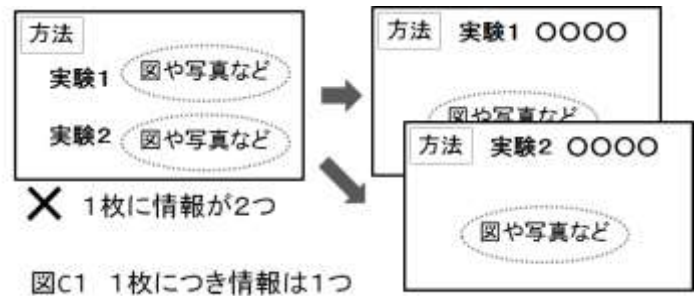 方法
実験1 図や写真など
実験2 図や写真など
× 1枚に情報が2つ
方法 実験1 〇〇〇〇
図や写真など
方法 実験2 〇〇〇〇
図や写真など
図C1 1枚につき情報は1つ